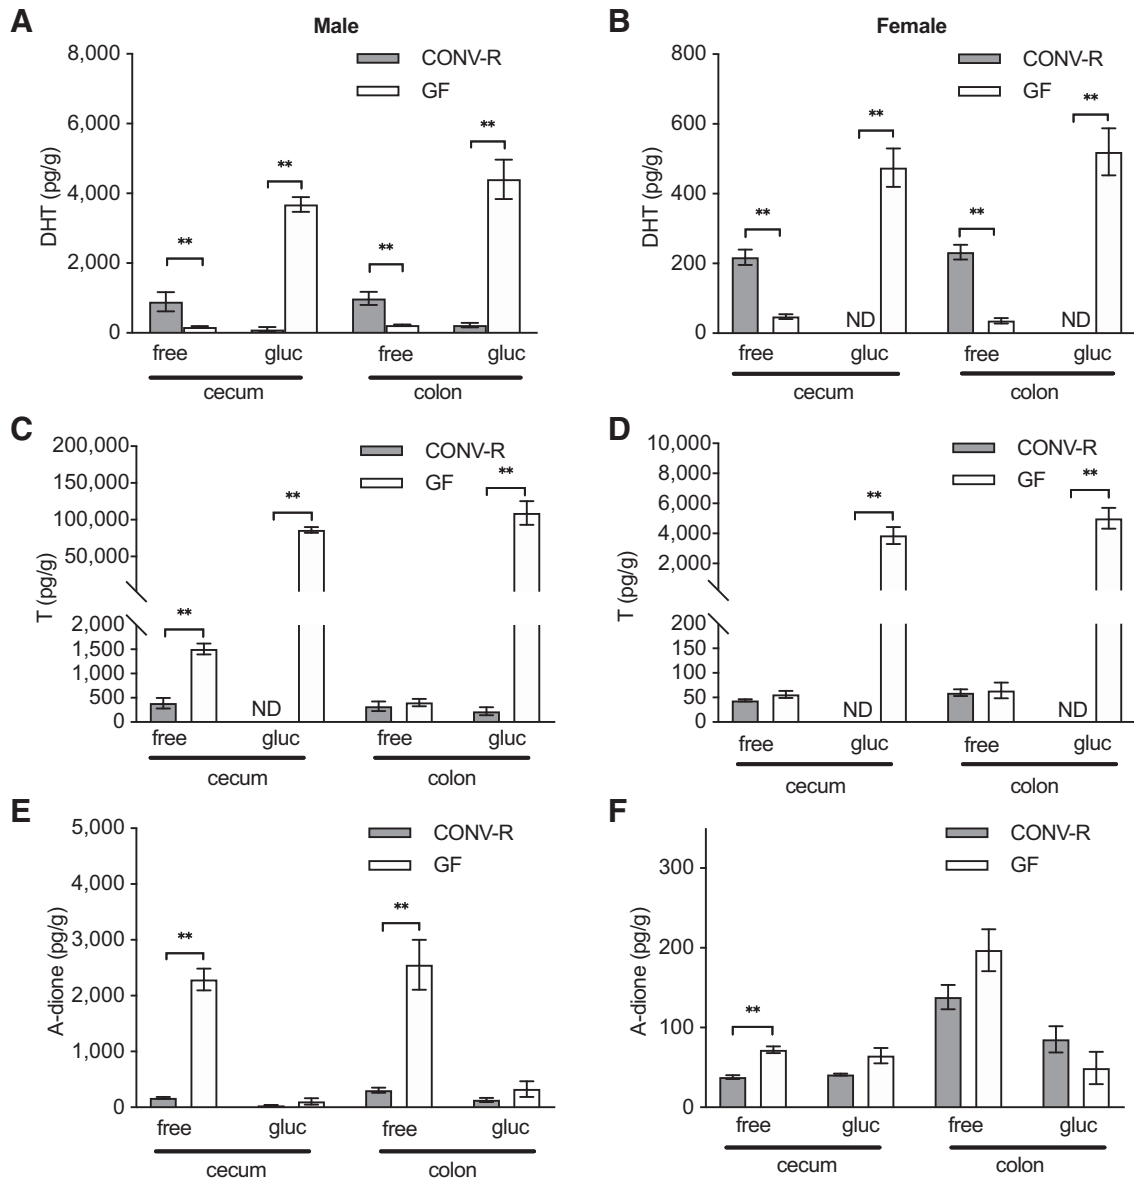 A
Male
8,000
6,000
4,000
2,000
0
DHT (pg/g)
CONV-R
GF
**
**
**
**
free
gluc
free
gluc
cecum
colon
B
Female
800
600
400
200
0
DHT (pg/g)
CONV-R
GF
**
**
**
**
ND
ND
free
gluc
free
gluc
cecum
colon
C
200,000
150,000
100,000
50,000
2,000
1,500
1,000
500
0
T (pg/g)
CONV-R
GF
**
**
**
ND
free
gluc
free
gluc
cecum
colon
D
10,000
8,000
6,000
4,000
2,000
200
150
100
50
0
T (pg/g)
CONV-R
GF
**
**
ND
ND
free
gluc
free
gluc
cecum
colon
E
5,000
4,000
3,000
2,000
1,000
0
A-dione (pg/g)
CONV-R
GF
**
**
free
gluc
free
gluc
cecum
colon
F
300
200
100
0
A-dione (pg/g)
CONV-R
GF
**
free
gluc
free
gluc
cecum
colon